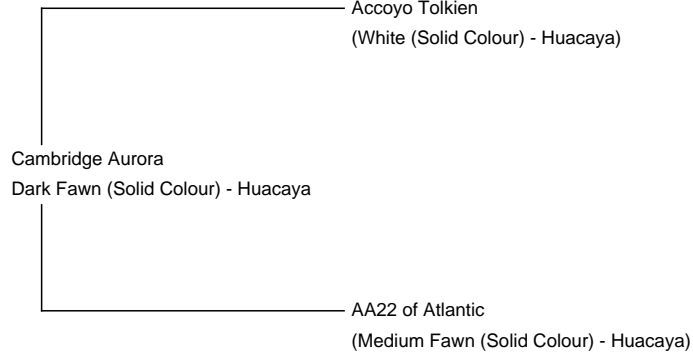 Accoyo Tolkien
(White (Solid Colour) - Huacaya)
Cambridge Aurora
Dark Fawn (Solid Colour) - Huacaya
AA22 of Atlantic
(Medium Fawn (Solid Colour) - Huacaya)